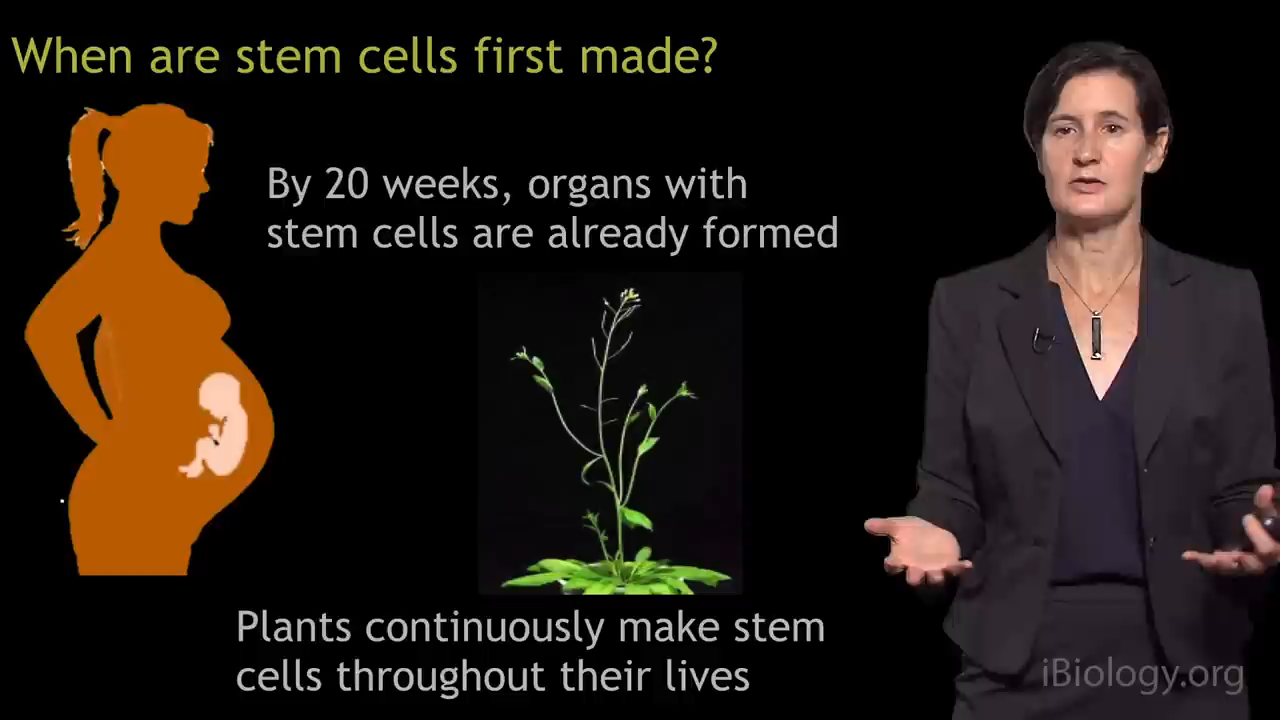 When are stem cells first made?
By 20 weeks, organs with
stem cells are already formed
Plants continuously make stem
cells throughout their lives
iBiology.org